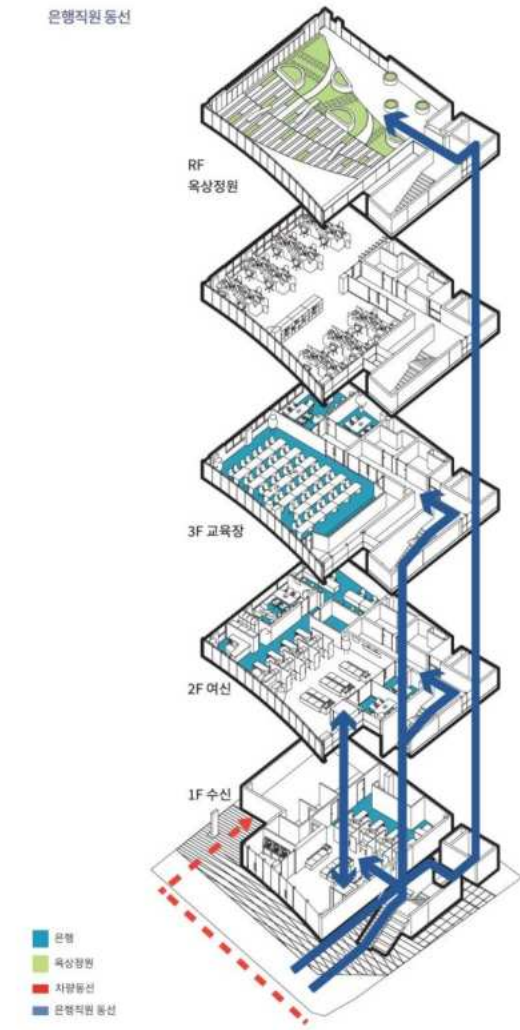 은행직원 동선
RF
옥상정원
3F 교육장
2F 여신
1F 수신
은행
옥상정원
차량동선
은행직원 동선